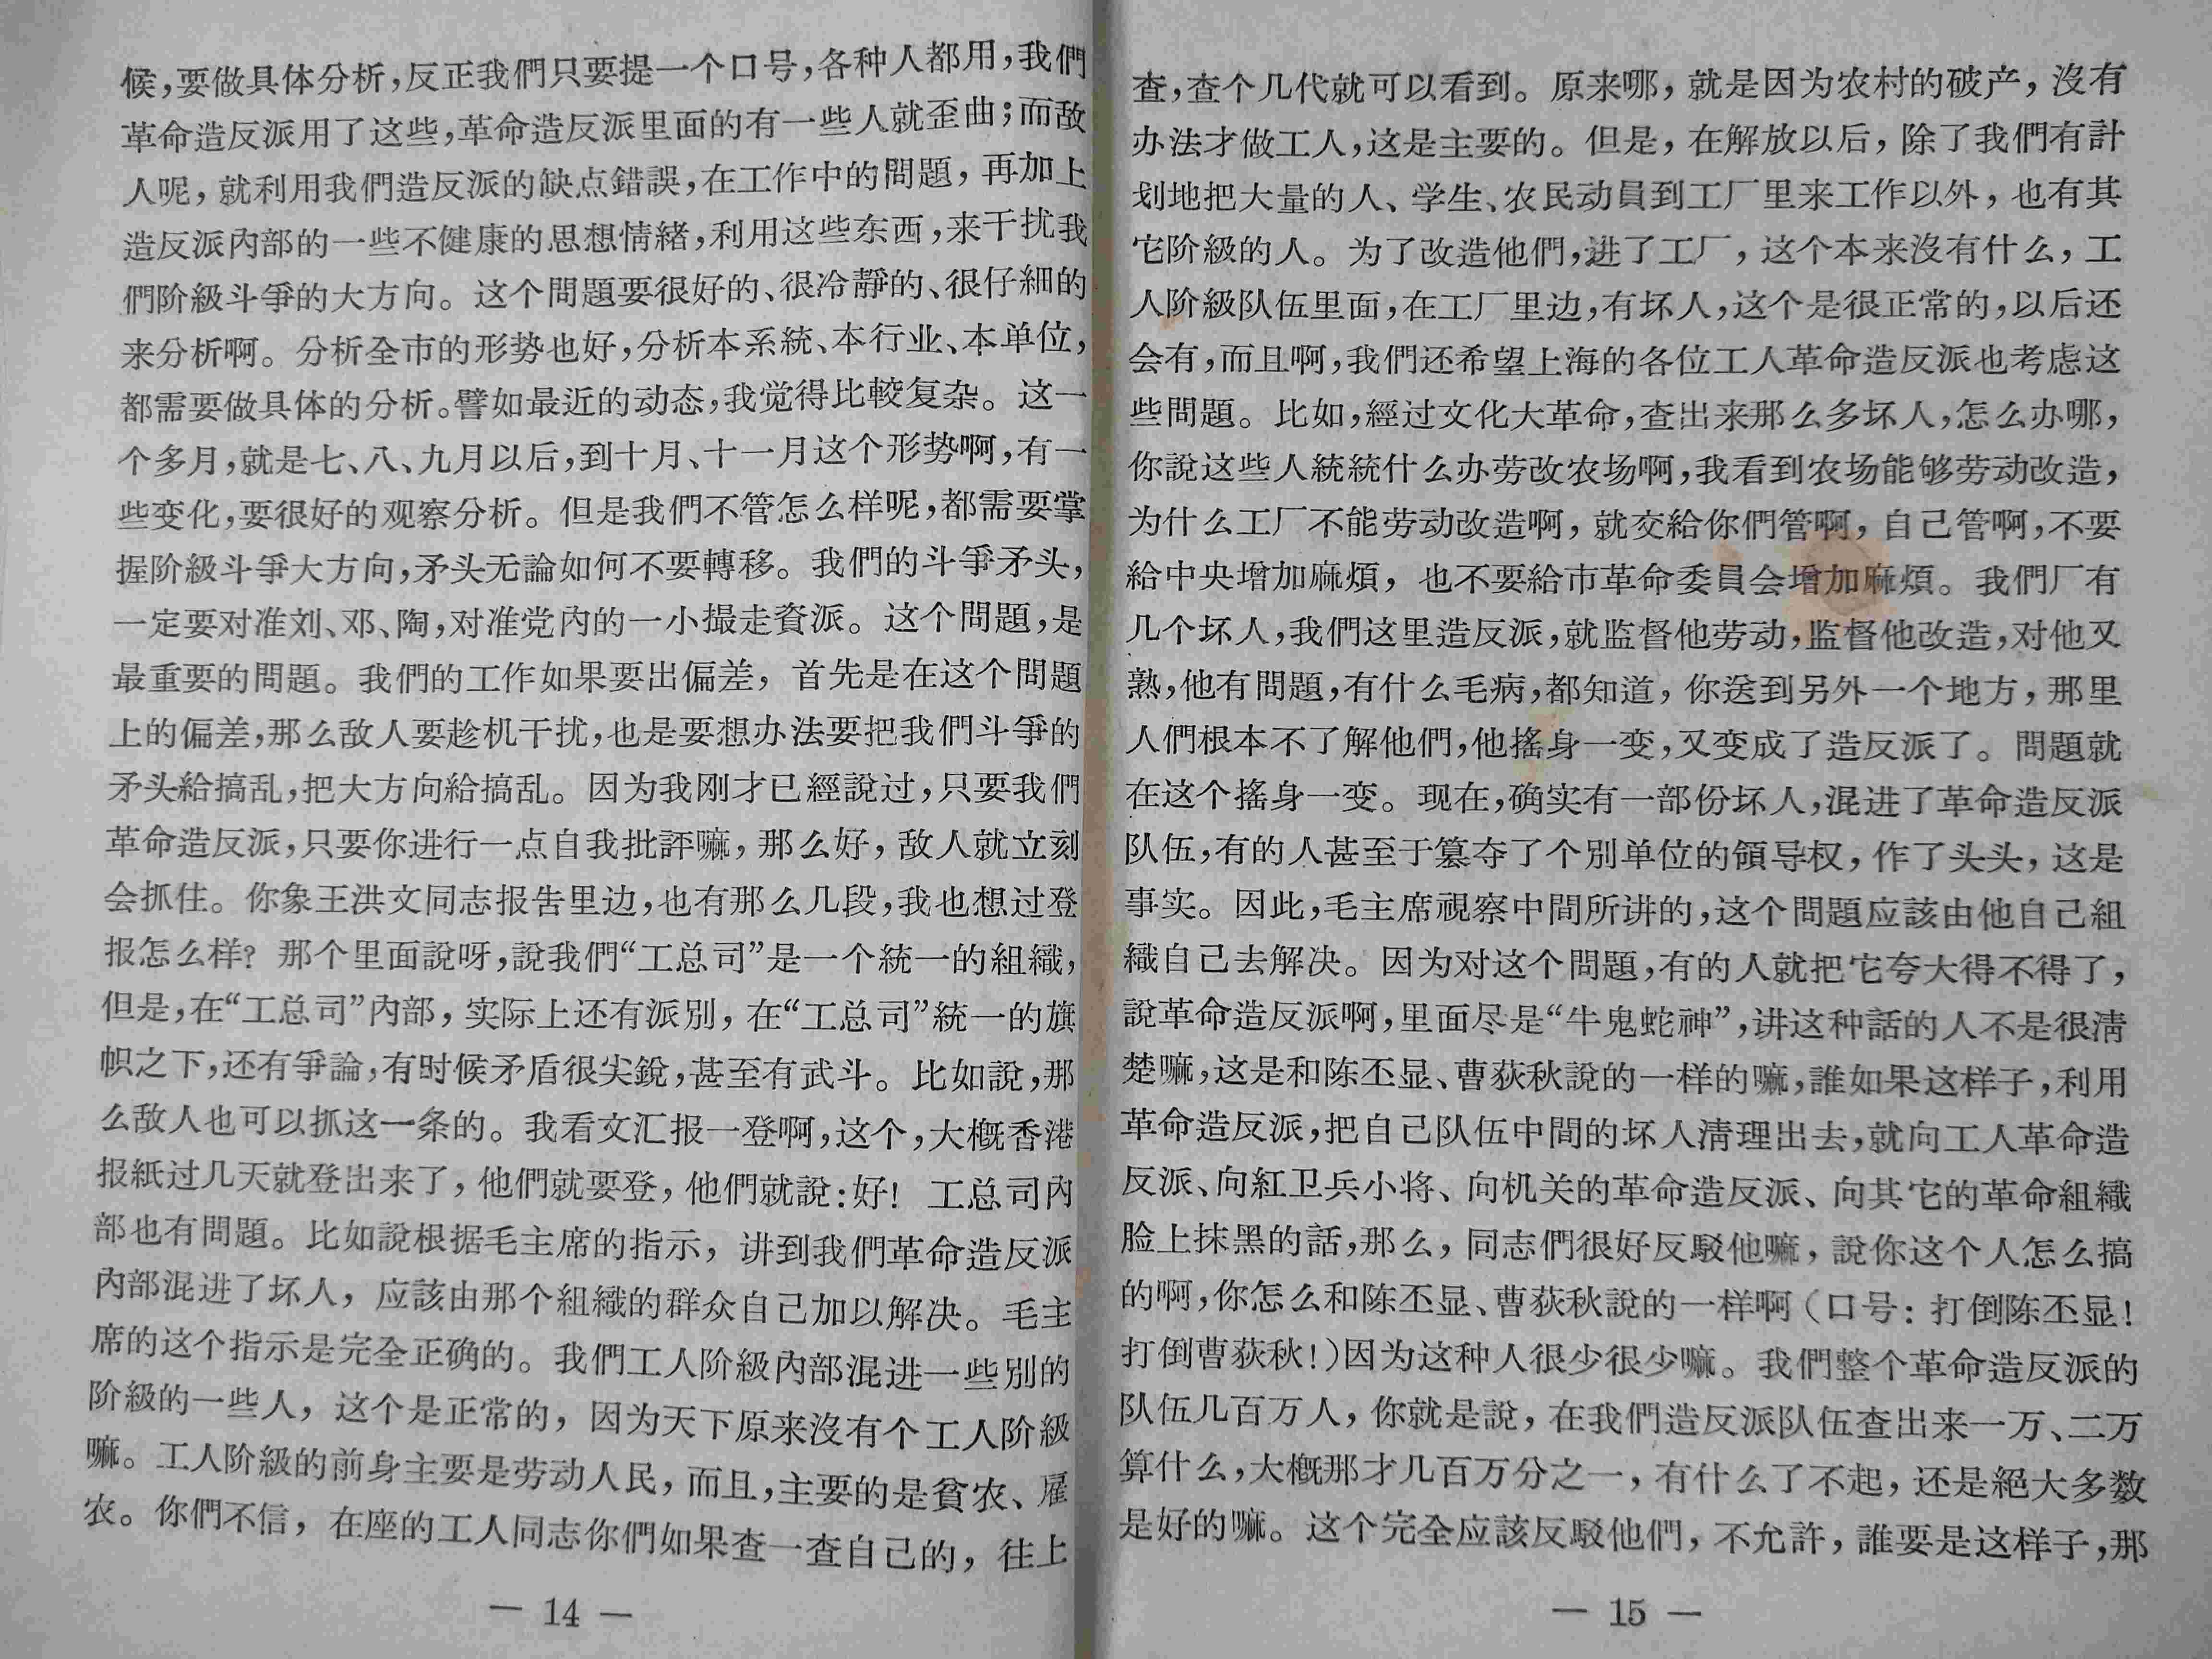 候，要做具体分析，反正我們只要提一个口号，各种人都用，我們
革命造反派用了这些，革命造反派里面的有一些人就歪曲；而敌
人呢，就利用我們造反派的缺点錯誤，在工作中的問題，再加上
造反派內部的一些不健康的思想情緒，利用这些东西，来干扰我
們阶級斗爭的大方向。这个問題要很好的、很冷靜的、很仔細的
来分析啊。分析全市的形势也好，分析本系統、本行业、本单位，
都需要做具体的分析。譬如最近的动态，我觉得比較复杂。这一
个多月，就是七、八、九月以后，到十月、十一月这个形势啊，有一
些变化，要很好的观察分析。但是我們不管怎么样呢，都需要掌
握阶級斗爭大方向，矛头无論如何不要轉移。我們的斗爭矛头，
一定要对准刘、邓、陶，对准党內的一小撮走資派。这个問題，是
最重要的問題。我們的工作如果要出偏差，首先是在这个問題
上的偏差，那么敌人要趁机干扰，也是要想办法要把我們斗爭的
矛头給搞乱，把大方向給搞乱。因为我刚才已經說过，只要我們
革命造反派，只要你进行一点自我批評嘛，那么好，敌人就立刻
会抓住。你象王洪文同志报告里边，也有那么几段，我也想过登
报怎么样？那个里面說呀，說我們“工总司”是一个統一的組織，
但是，在“工总司”內部，实际上还有派別，在“工总司”統一的旗
帜之下，还有爭論，有时候矛盾很尖銳，甚至有武斗。比如說，那
么敌人也可以抓这一条的。我看文汇报一登啊，这个，大概香港
报紙过几天就登出来了，他們就要登，他們就說：好！工总司內
部也有問題。比如說根据毛主席的指示，讲到我們革命造反派
內部混进了坏人，应該由那个組織的群众自己加以解决。毛主
席的这个指示是完全正确的。我們工人阶級內部混进一些別的
阶級的一些人，这个是正常的，因为天下原来沒有个工人阶級
嘛。工人阶級的前身主要是劳动人民，而且，主要的是貧农、雇
农。你們不信，在座的工人同志你們如果查一查自己的，往上
— 14 —
查，查个几代就可以看到。原来哪，就是因为农村的破产，沒有
办法才做工人，这是主要的。但是，在解放以后，除了我們有計
划地把大量的人、学生、农民动員到工厂里来工作以外，也有其
它阶級的人。为了改造他們，进了工厂，这个本来沒有什么，工
人阶級队伍里面，在工厂里边，有坏人，这个是很正常的，以后还
会有，而且啊，我們还希望上海的各位工人革命造反派也考虑这
些問題。比如，經过文化大革命，查出来那么多坏人，怎么办哪，
你說这些人統統什么办劳改农场啊，我看到农场能够劳动改造，
为什么工厂不能劳动改造啊，就交給你們管啊，自己管啊，不要
給中央增加麻煩，也不要給市革命委員会增加麻煩。我們厂有
几个坏人，我們这里造反派，就监督他劳动，监督他改造，对他又
熟，他有問題，有什么毛病，都知道，你送到另外一个地方，那里
人們根本不了解他們，他搖身一变，又变成了造反派了。問題就
在这个搖身一变。现在，确实有一部份坏人，混进了革命造反派
队伍，有的人甚至于篡夺了个別单位的領导权，作了头头，这是
事实。因此，毛主席視察中間所讲的，这个問題应該由他自己組
織自己去解决。因为对这个問題，有的人就把它夸大得不得了，
說革命造反派啊，里面尽是“牛鬼蛇神”，讲这种話的人不是很淸
楚嘛，这是和陈丕显、曹荻秋說的一样的嘛，誰如果这样子，利用
革命造反派，把自己队伍中間的坏人淸理出去，就向工人革命造
反派、向紅卫兵小将、向机关的革命造反派、向其它的革命組織
脸上抹黑的話，那么，同志們很好反駁他嘛，說你这个人怎么搞
的啊，你怎么和陈丕显、曹荻秋說的一样啊（口号：打倒陈丕显！
打倒曹荻秋！）因为这种人很少很少嘛。我們整个革命造反派的
队伍几百万人，你就是說，在我們造反派队伍查出来一万、二万
算什么，大概那才几百万分之一，有什么了不起，还是絕大多数
是好的嘛。这个完全应該反駁他們，不允許，誰要是这样子，那
— 15 —